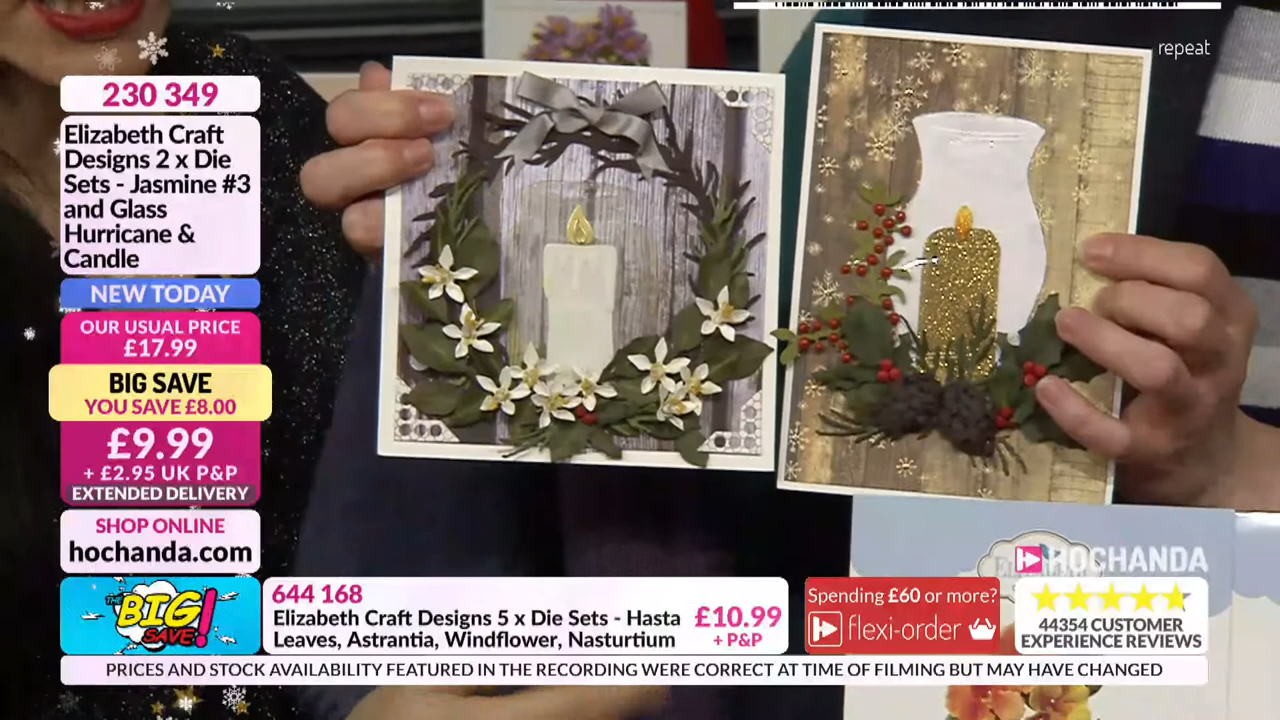 repeat
230 349
Elizabeth Craft
Designs 2 x Die
Sets - Jasmine #3
and Glass
Hurricane &
Candle
NEW TODAY
OUR USUAL PRICE
£17.99
BIG SAVE
YOU SAVE £8.00
£9.99
+ £2.95 UK P&P
EXTENDED DELIVERY
SHOP ONLINE
hochanda.com
THE BIG SAVE!
644 168
Elizabeth Craft Designs 5 x Die Sets - Hasta
Leaves, Astrantia, Windflower, Nasturtium
£10.99
+ P&P
Spending £60 or more?
flexi-order
HOCHANDA
44354 CUSTOMER
EXPERIENCE REVIEWS
PRICES AND STOCK AVAILABILITY FEATURED IN THE RECORDING WERE CORRECT AT TIME OF FILMING BUT MAY HAVE CHANGED